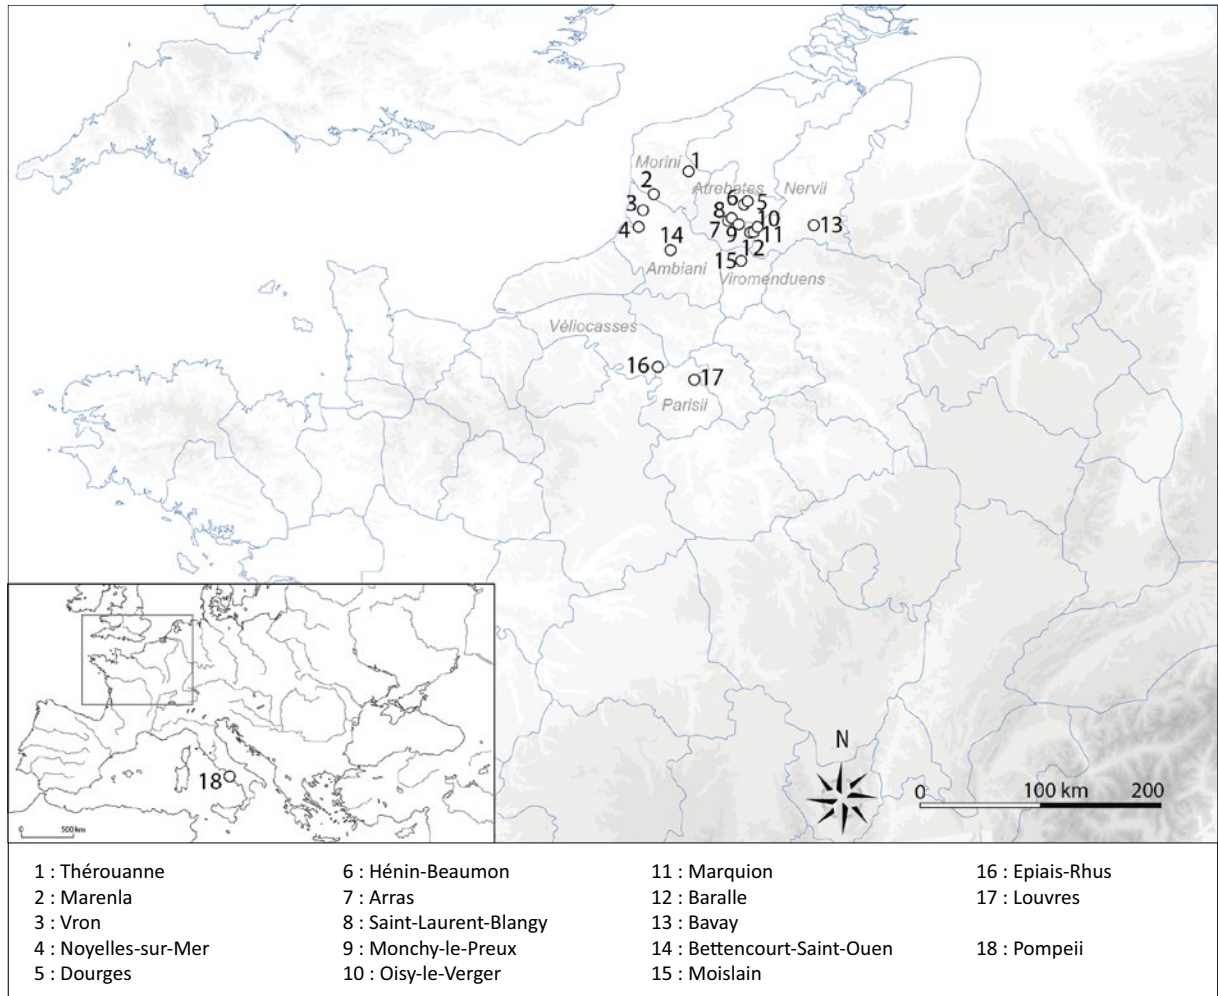 Morini 1
2 Atrebates Nervii
6 5
3 8 10
4 7 9 11 13
14 12
15
Ambiani Viromenduens
Véliocasses
16 17
Parisii
N
18
0 100 km 200
0 500 km
1 : Thérouanne
2 : Marenla
3 : Vron
4 : Noyelles-sur-Mer
5 : Dourges
6 : Hénin-Beaumon
7 : Arras
8 : Saint-Laurent-Blangy
9 : Monchy-le-Preux
10 : Oisy-le-Verger
11 : Marquion
12 : Baralle
13 : Bavay
14 : Bettencourt-Saint-Ouen
15 : Moislain
16 : Epiais-Rhus
17 : Louvres
18 : Pompeii